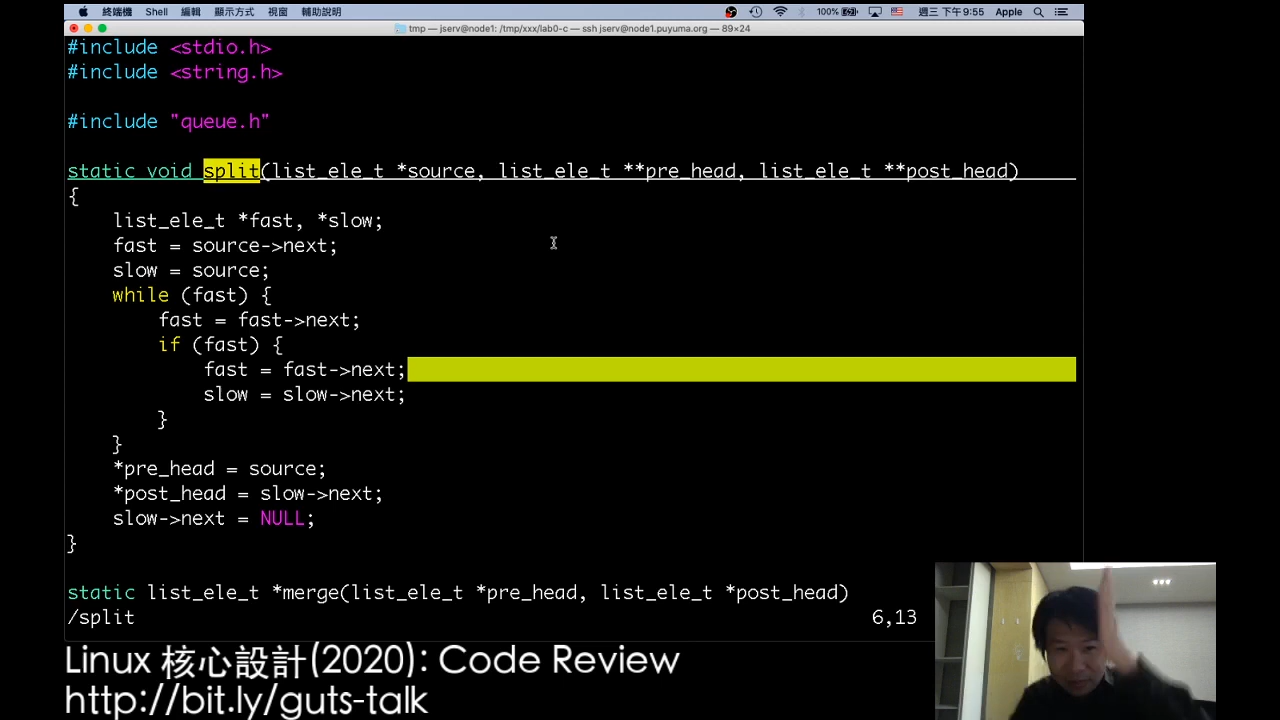 終端機 Shell 編輯 顯示方式 視窗 輔助說明 100% 週三 下午9:55 Apple
tmp — jserv@node1: /tmp/xxx/lab0-c — ssh jserv@node1.puyuma.org — 89×24
#include <stdio.h>
#include <string.h>
#include "queue.h"
static void split(list_ele_t *source, list_ele_t **pre_head, list_ele_t **post_head)
{
list_ele_t *fast, *slow;
fast = source->next;
slow = source;
while (fast) {
fast = fast->next;
if (fast) {
fast = fast->next;
slow = slow->next;
}
}
*pre_head = source;
*post_head = slow->next;
slow->next = NULL;
}
static list_ele_t *merge(list_ele_t *pre_head, list_ele_t *post_head)
/split 6,13
Linux 核心設計(2020): Code Review
http://bit.ly/guts-talk